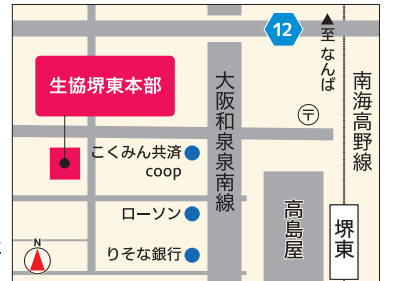 12
▲至 なんば
生協堺東本部
大阪和泉泉南線
南海高野線
〒
こくみん共済
coop
ローソン
高島屋
堺東
りそな銀行
N